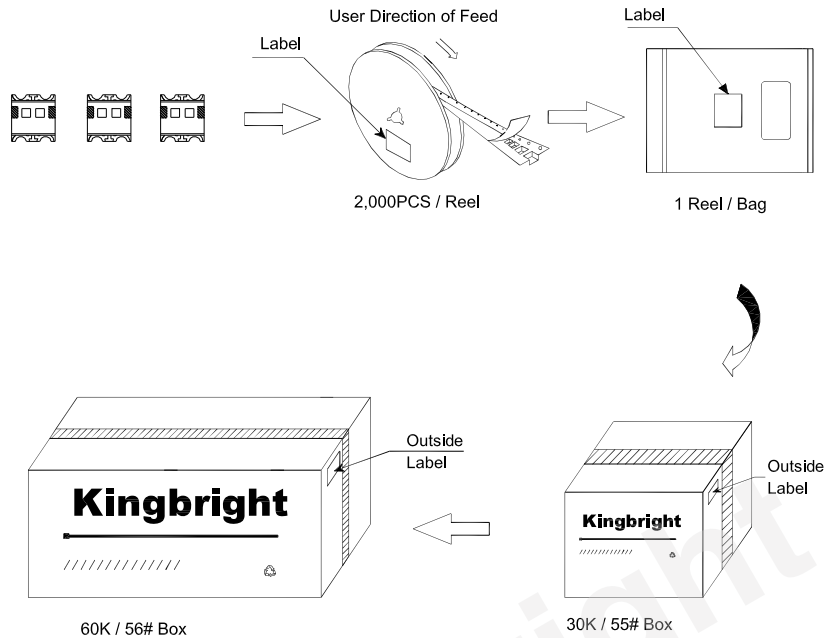 User Direction of Feed
Label
Label
2,000PCS / Reel
1 Reel / Bag
Outside
Label
Kingbright
60K / 56# Box
Outside
Label
Kingbright
30K / 55# Box
right